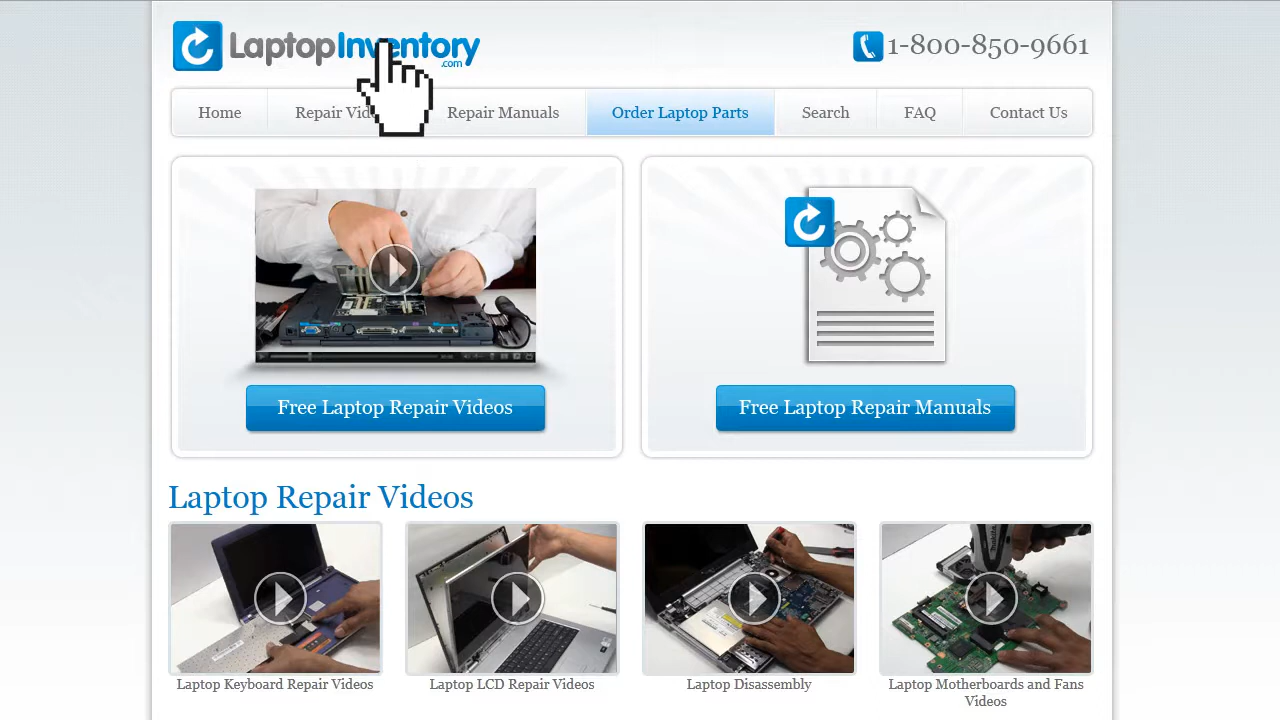 LaptopInventory
.com
1-800-850-9661
Home
Repair Vid
Repair Manuals
Order Laptop Parts
Search
FAQ
Contact Us
Free Laptop Repair Videos
Free Laptop Repair Manuals
Laptop Repair Videos
Laptop Keyboard Repair Videos
Laptop LCD Repair Videos
Laptop Disassembly
Laptop Motherboards and Fans
Videos